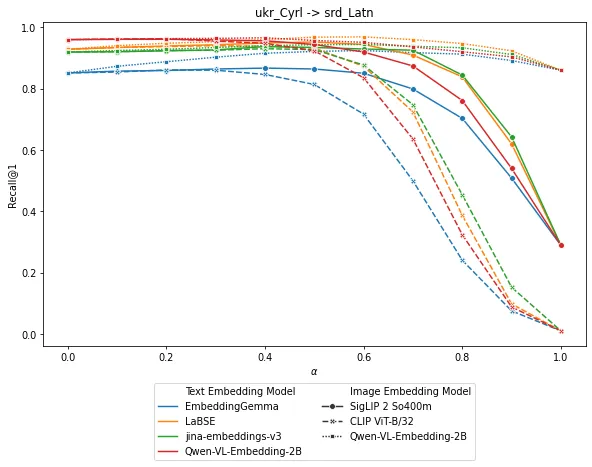 ukr_Cyrl -> srd_Latn
Recall@1
1.0
0.8
0.6
0.4
0.2
0.0
0.0 0.2 0.4 0.6 0.8 1.0
α
Text Embedding Model
EmbeddingGemma
LaBSE
jina-embeddings-v3
Qwen-VL-Embedding-2B
Image Embedding Model
SigLIP 2 So400m
CLIP ViT-B/32
Qwen-VL-Embedding-2B